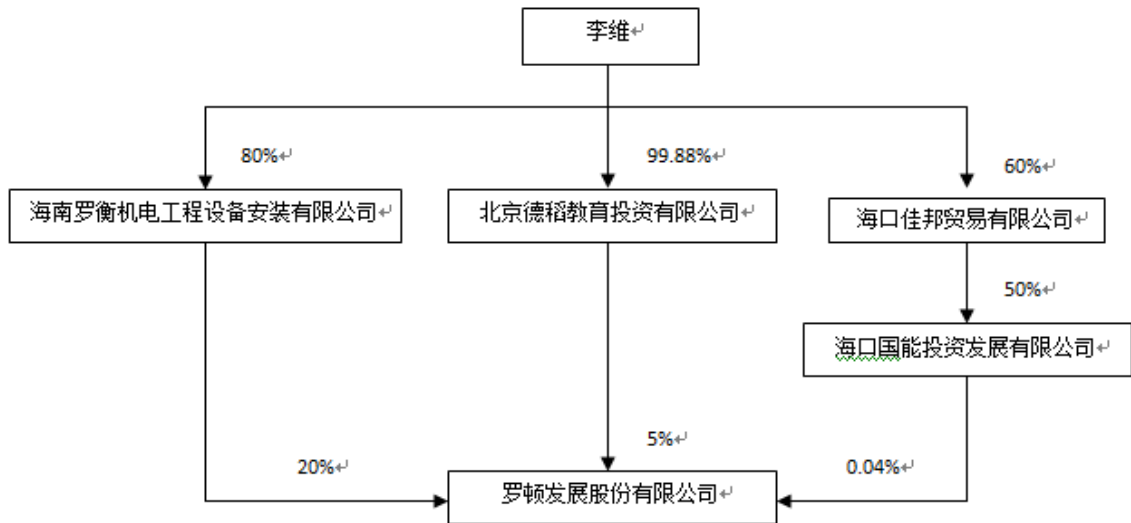 李维
80%
99.88%
60%
海南罗衡机电工程设备安装有限公司
北京德稻教育投资有限公司
海口佳邦贸易有限公司
50%
海口国能投资发展有限公司
20%
5%
0.04%
罗顿发展股份有限公司